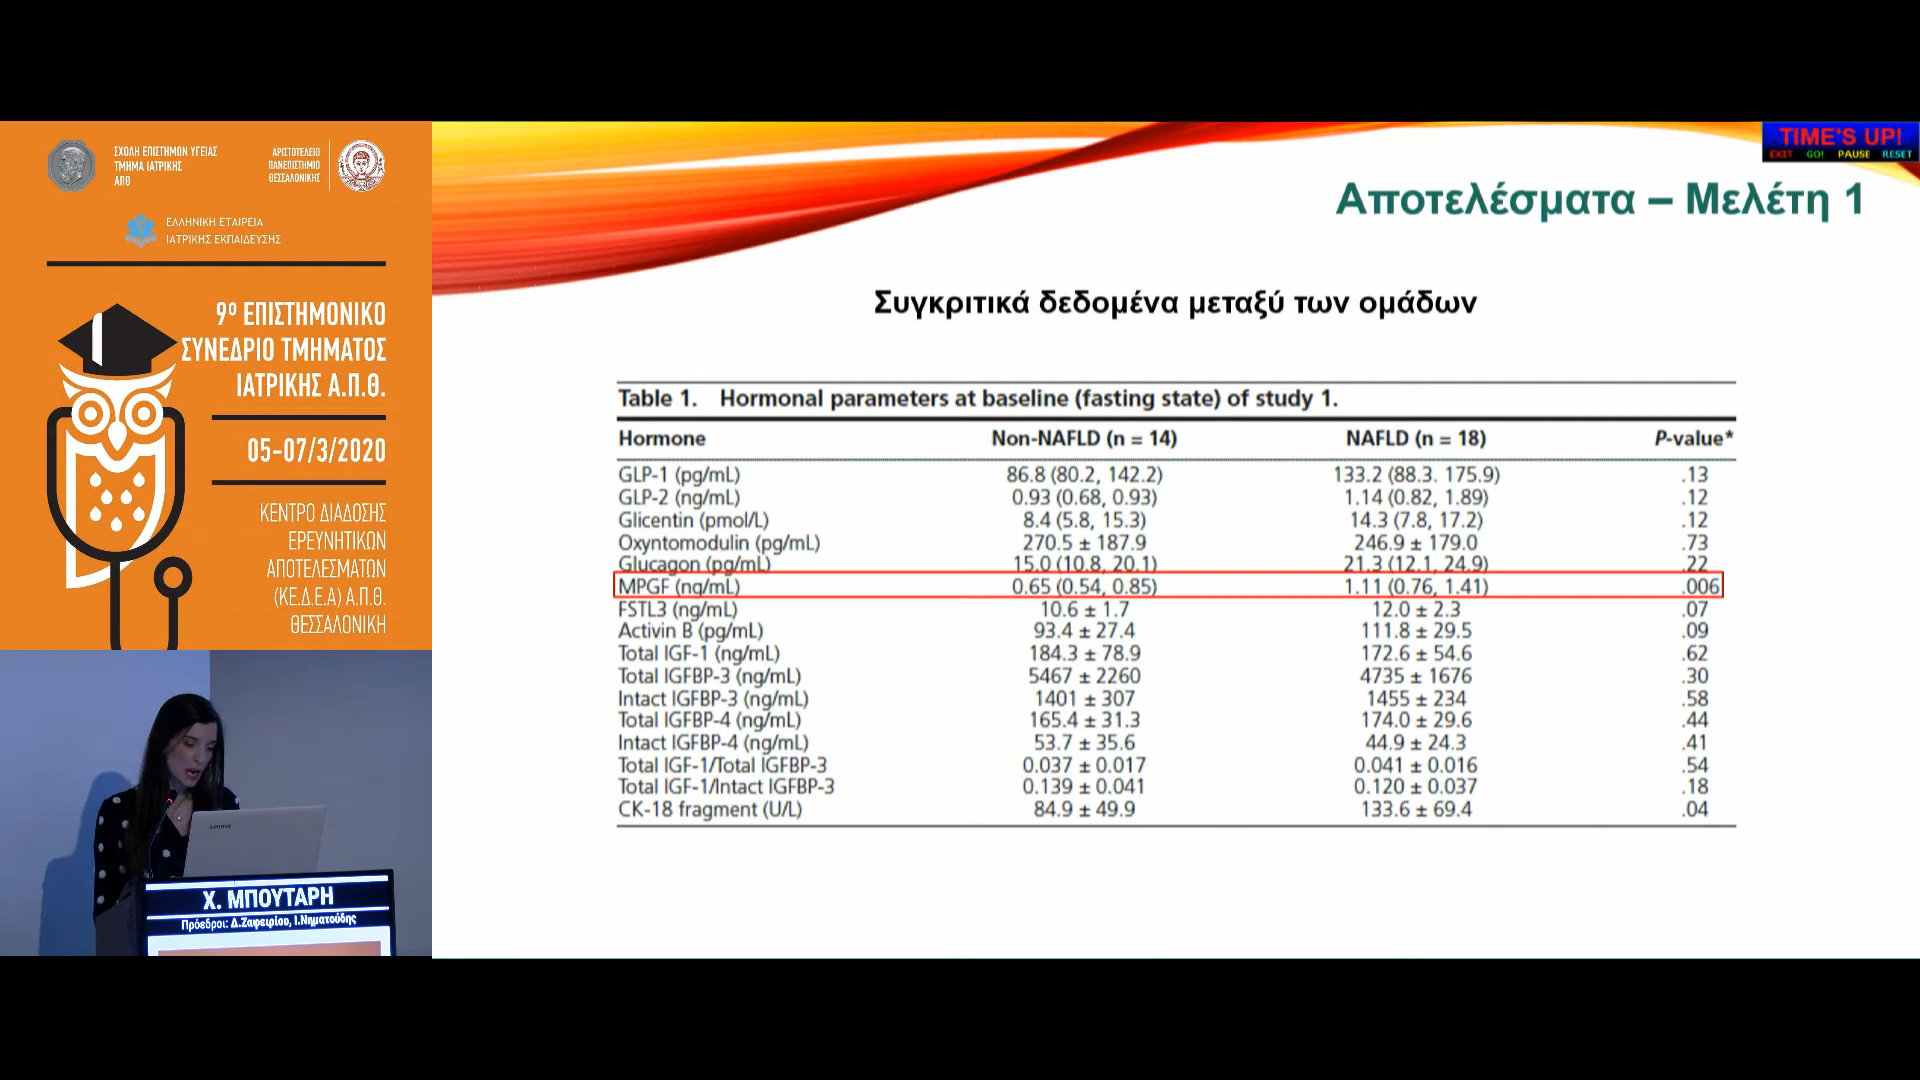 ΣΧΟΛΗ ΕΠΙΣΤΗΜΩΝ ΥΓΕΙΑΣ
ΤΜΗΜΑ ΙΑΤΡΙΚΗΣ
ΑΠΘ
ΑΡΙΣΤΟΤΕΛΕΙΟ
ΠΑΝΕΠΙΣΤΗΜΙΟ
ΘΕΣΣΑΛΟΝΙΚΗΣ
ΕΛΛΗΝΙΚΗ ΕΤΑΙΡΕΙΑ
ΙΑΤΡΙΚΗΣ ΕΚΠΑΙΔΕΥΣΗΣ
9ο ΕΠΙΣΤΗΜΟΝΙΚΟ
ΣΥΝΕΔΡΙΟ ΤΜΗΜΑΤΟΣ
ΙΑΤΡΙΚΗΣ Α.Π.Θ.
05-07/3/2020
ΚΕΝΤΡΟ ΔΙΑΔΟΣΗΣ
ΕΡΕΥΝΗΤΙΚΩΝ
ΑΠΟΤΕΛΕΣΜΑΤΩΝ
(ΚΕ.Δ.Ε.Α) Α.Π.Θ.
ΘΕΣΣΑΛΟΝΙΚΗ
Lenovo
Χ. ΜΠΟΥΤΑΡΗ
Πρόεδροι: Δ.Ζαφειρίου, Ι.Νηματούδης
TIME'S UP!
EXIT GO! PAUSE RESET
Αποτελέσματα – Μελέτη 1
Συγκριτικά δεδομένα μεταξύ των ομάδων
Table 1. Hormonal parameters at baseline (fasting state) of study 1.
Hormone Non-NAFLD (n = 14) NAFLD (n = 18) P-value*
GLP-1 (pg/mL) 86.8 (80.2, 142.2) 133.2 (88.3. 175.9) .13
GLP-2 (ng/mL) 0.93 (0.68, 0.93) 1.14 (0.82, 1.89) .12
Glicentin (pmol/L) 8.4 (5.8, 15.3) 14.3 (7.8, 17.2) .12
Oxyntomodulin (pg/mL) 270.5 ± 187.9 246.9 ± 179.0 .73
Glucagon (pg/mL) 15.0 (10.8, 20.1) 21.3 (12.1, 24.9) .22
MPGF (ng/mL) 0.65 (0.54, 0.85) 1.11 (0.76, 1.41) .006
FSTL3 (ng/mL) 10.6 ± 1.7 12.0 ± 2.3 .07
Activin B (pg/mL) 93.4 ± 27.4 111.8 ± 29.5 .09
Total IGF-1 (ng/mL) 184.3 ± 78.9 172.6 ± 54.6 .62
Total IGFBP-3 (ng/mL) 5467 ± 2260 4735 ± 1676 .30
Intact IGFBP-3 (ng/mL) 1401 ± 307 1455 ± 234 .58
Total IGFBP-4 (ng/mL) 165.4 ± 31.3 174.0 ± 29.6 .44
Intact IGFBP-4 (ng/mL) 53.7 ± 35.6 44.9 ± 24.3 .41
Total IGF-1/Total IGFBP-3 0.037 ± 0.017 0.041 ± 0.016 .54
Total IGF-1/Intact IGFBP-3 0.139 ± 0.041 0.120 ± 0.037 .18
CK-18 fragment (U/L) 84.9 ± 49.9 133.6 ± 69.4 .04